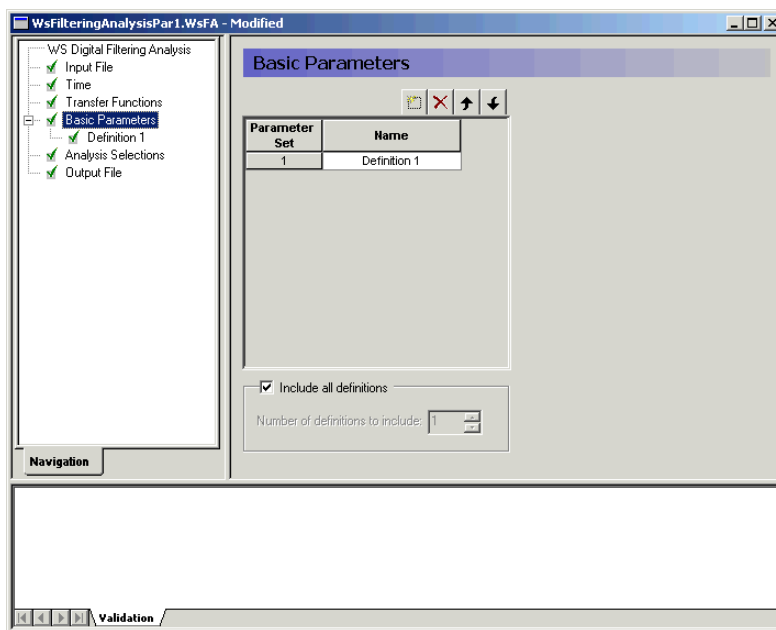 WsFilteringAnalysisPar1.WsFA - Modified
WS Digital Filtering Analysis
Input File
Time
Transfer Functions
Basic Parameters
Definition 1
Analysis Selections
Output File
Navigation
Basic Parameters
Parameter Set
Name
1
Definition 1
Include all definitions
Number of definitions to include: 1
Validation